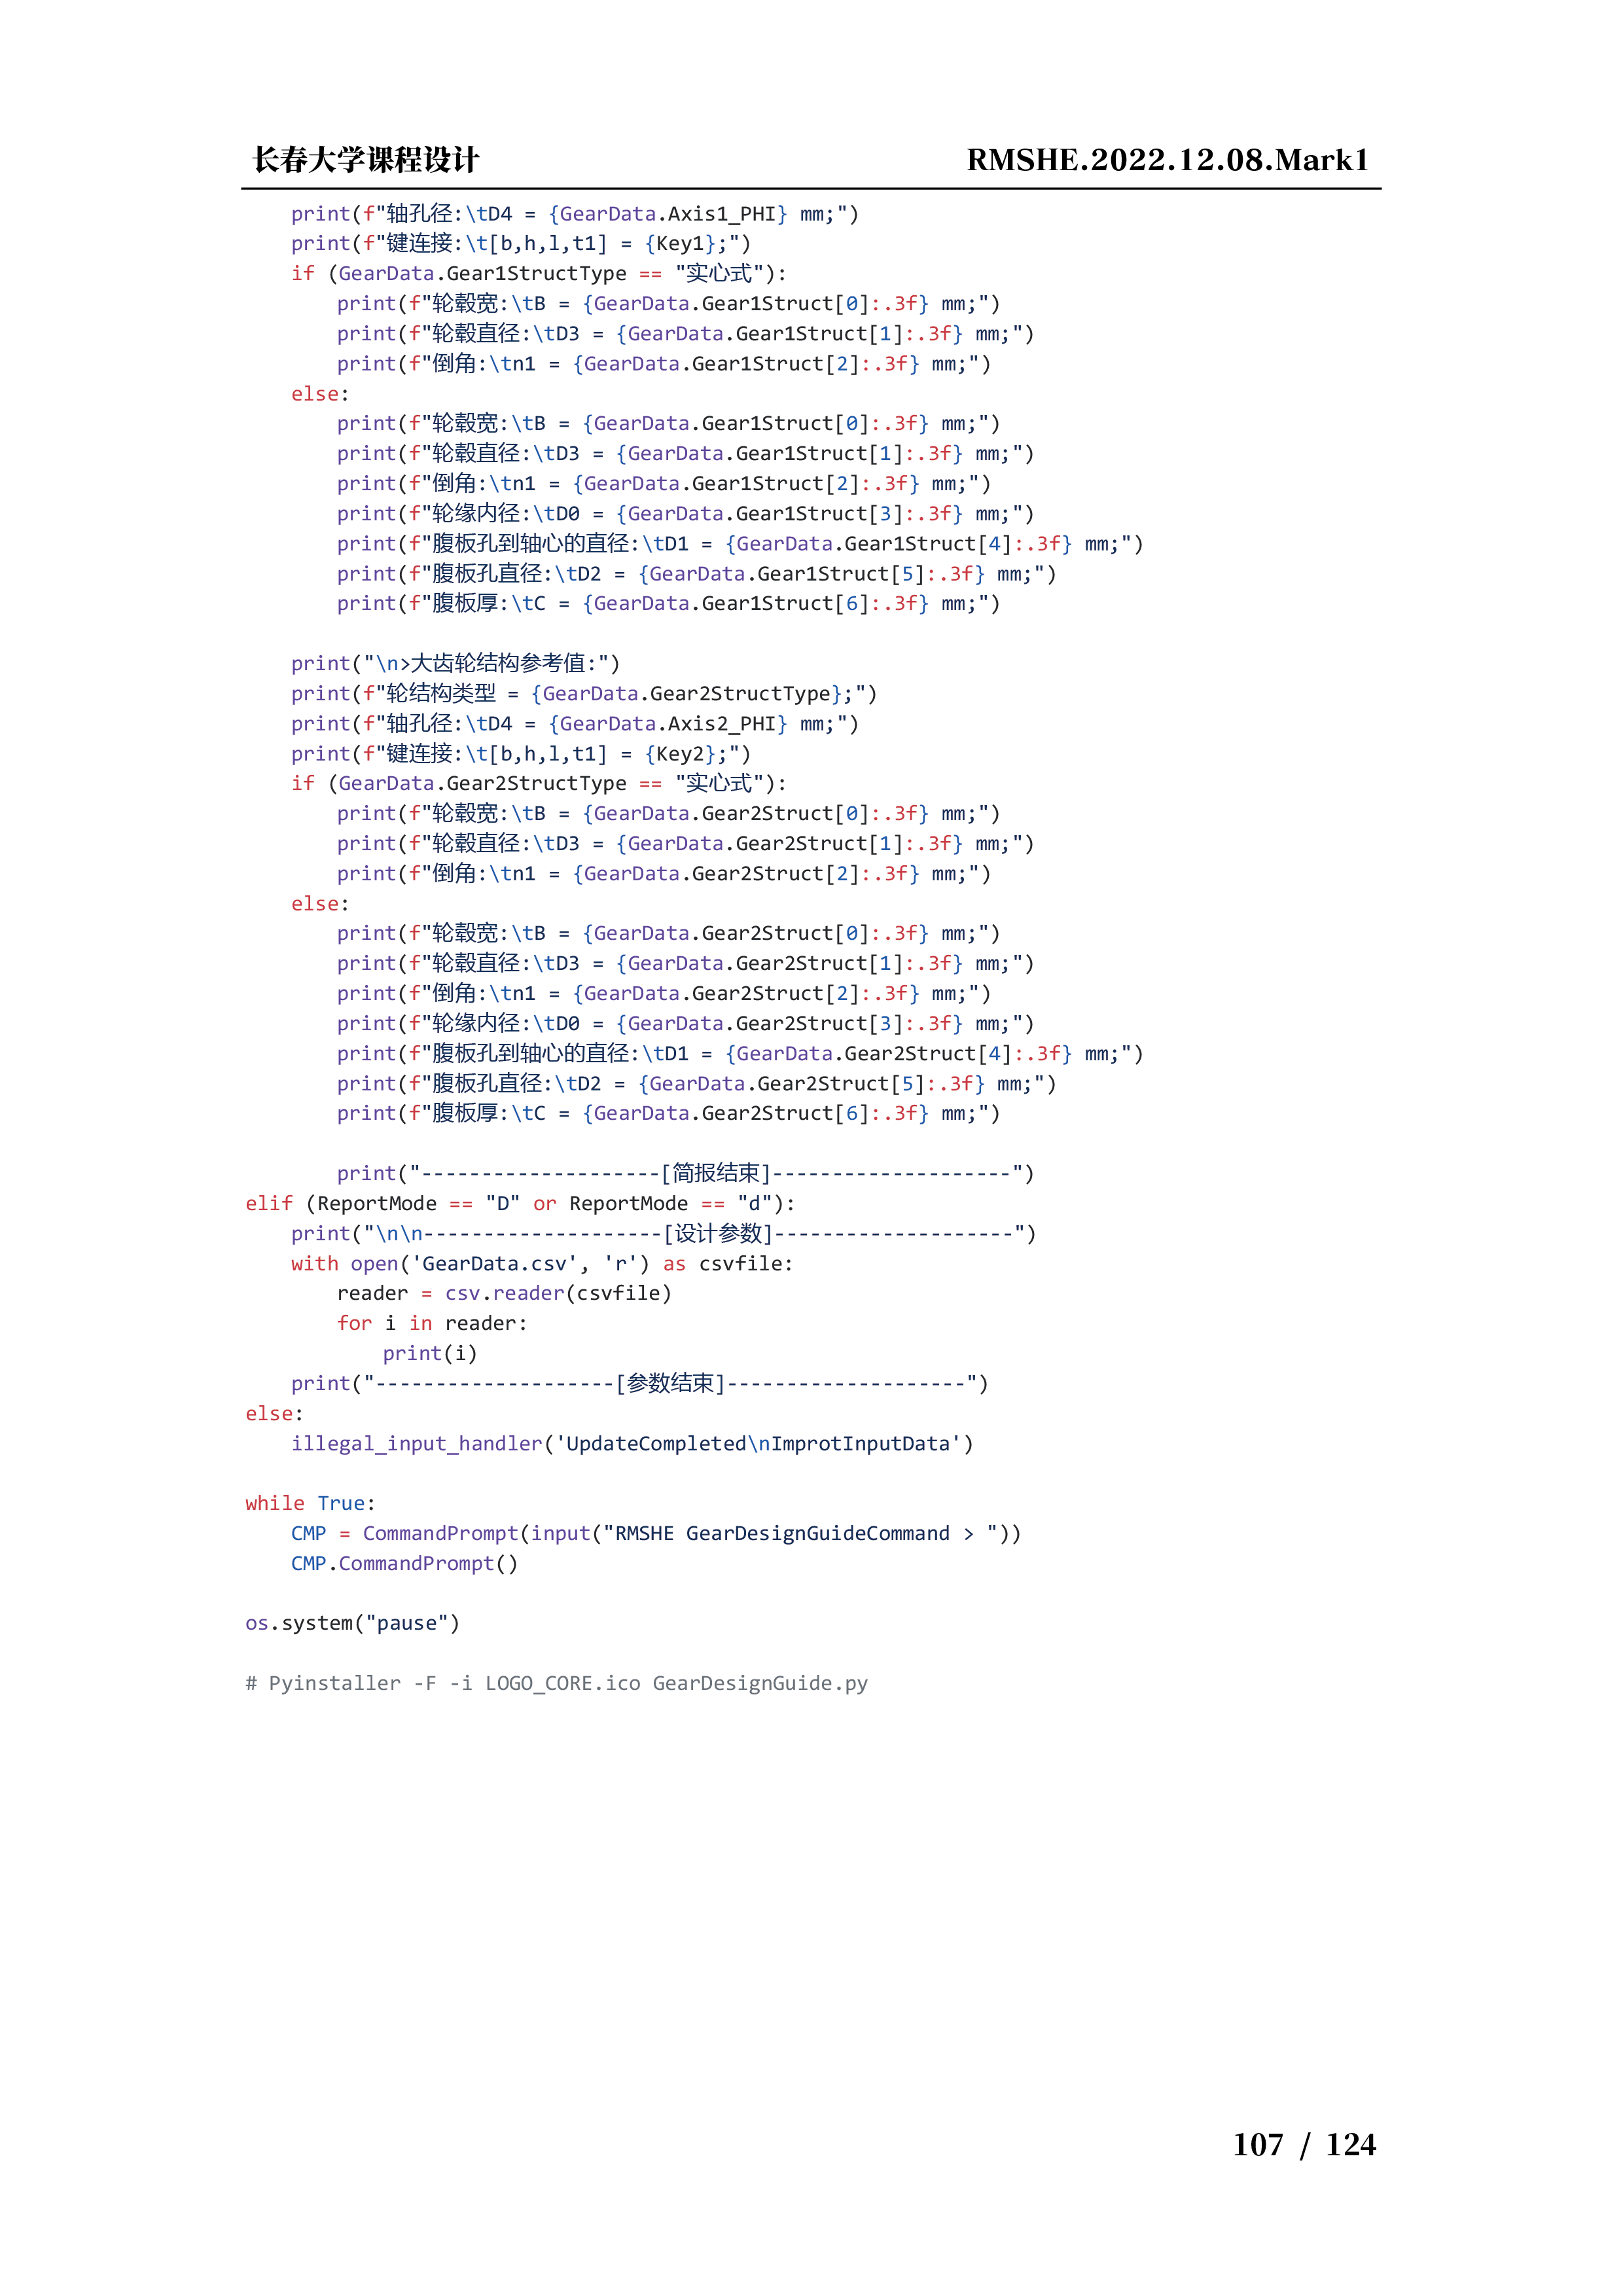 长春大学课程设计 RMSHE.2022.12.08.Mark1
    print(f"轴孔径:\tD4 = {GearData.Axis1_PHI} mm;")
    print(f"键连接:\t[b,h,l,t1] = {Key1};")
    if (GearData.Gear1StructType == "实心式"):
        print(f"轮毂宽:\tB = {GearData.Gear1Struct[0]:.3f} mm;")
        print(f"轮毂直径:\tD3 = {GearData.Gear1Struct[1]:.3f} mm;")
        print(f"倒角:\tn1 = {GearData.Gear1Struct[2]:.3f} mm;")
    else:
        print(f"轮毂宽:\tB = {GearData.Gear1Struct[0]:.3f} mm;")
        print(f"轮毂直径:\tD3 = {GearData.Gear1Struct[1]:.3f} mm;")
        print(f"倒角:\tn1 = {GearData.Gear1Struct[2]:.3f} mm;")
        print(f"轮缘内径:\tD0 = {GearData.Gear1Struct[3]:.3f} mm;")
        print(f"腹板孔到轴心的直径:\tD1 = {GearData.Gear1Struct[4]:.3f} mm;")
        print(f"腹板孔直径:\tD2 = {GearData.Gear1Struct[5]:.3f} mm;")
        print(f"腹板厚:\tC = {GearData.Gear1Struct[6]:.3f} mm;")

    print("\n>大齿轮结构参考值:")
    print(f"轮结构类型 = {GearData.Gear2StructType};")
    print(f"轴孔径:\tD4 = {GearData.Axis2_PHI} mm;")
    print(f"键连接:\t[b,h,l,t1] = {Key2};")
    if (GearData.Gear2StructType == "实心式"):
        print(f"轮毂宽:\tB = {GearData.Gear2Struct[0]:.3f} mm;")
        print(f"轮毂直径:\tD3 = {GearData.Gear2Struct[1]:.3f} mm;")
        print(f"倒角:\tn1 = {GearData.Gear2Struct[2]:.3f} mm;")
    else:
        print(f"轮毂宽:\tB = {GearData.Gear2Struct[0]:.3f} mm;")
        print(f"轮毂直径:\tD3 = {GearData.Gear2Struct[1]:.3f} mm;")
        print(f"倒角:\tn1 = {GearData.Gear2Struct[2]:.3f} mm;")
        print(f"轮缘内径:\tD0 = {GearData.Gear2Struct[3]:.3f} mm;")
        print(f"腹板孔到轴心的直径:\tD1 = {GearData.Gear2Struct[4]:.3f} mm;")
        print(f"腹板孔直径:\tD2 = {GearData.Gear2Struct[5]:.3f} mm;")
        print(f"腹板厚:\tC = {GearData.Gear2Struct[6]:.3f} mm;")

        print("--------------------[简报结束]--------------------")
elif (ReportMode == "D" or ReportMode == "d"):
    print("\n\n--------------------[设计参数]--------------------")
    with open('GearData.csv', 'r') as csvfile:
        reader = csv.reader(csvfile)
        for i in reader:
            print(i)
    print("--------------------[参数结束]--------------------")
else:
    illegal_input_handler('UpdateCompleted\nImprotInputData')

while True:
    CMP = CommandPrompt(input("RMSHE GearDesignGuideCommand > "))
    CMP.CommandPrompt()

os.system("pause")

# Pyinstaller -F -i LOGO_CORE.ico GearDesignGuide.py
107 / 124